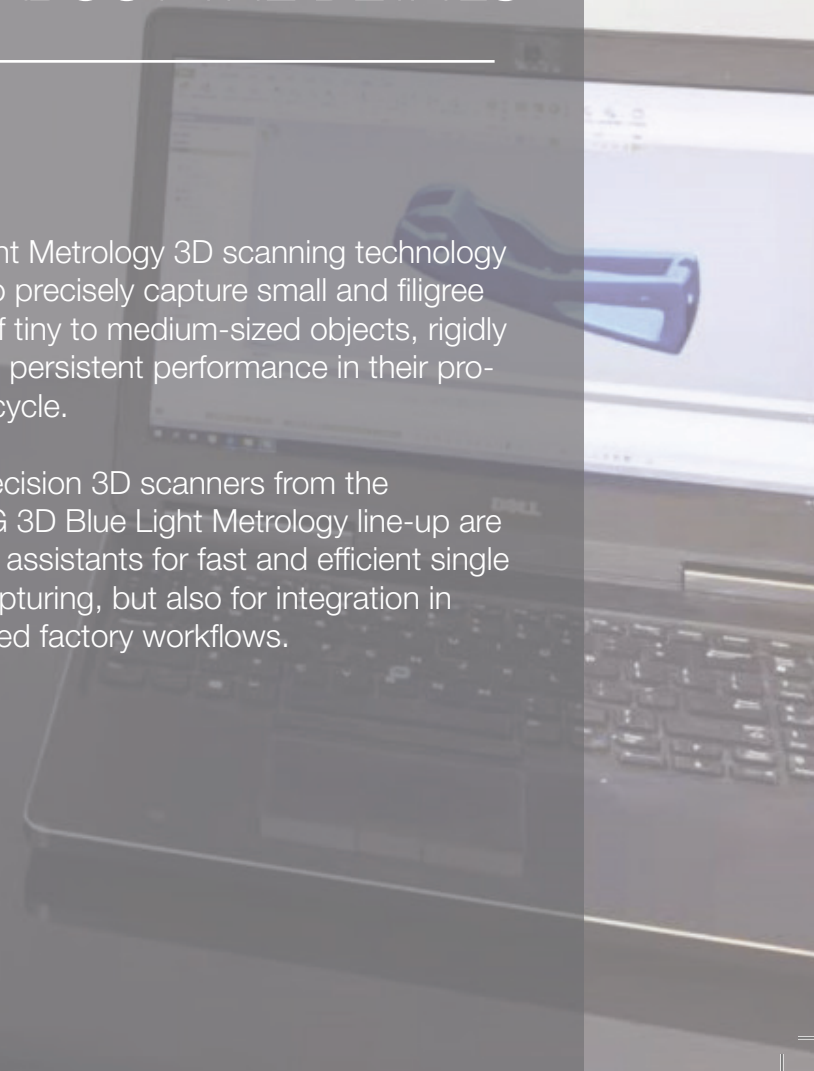 nt Metrology 3D scanning technology
precisely capture small and filigree
f tiny to medium-sized objects, rigidly
persistent performance in their pro-
cycle.
ecision 3D scanners from the
G 3D Blue Light Metrology line-up are
assistants for fast and efficient single
pturing, but also for integration in
ed factory workflows.
DELL